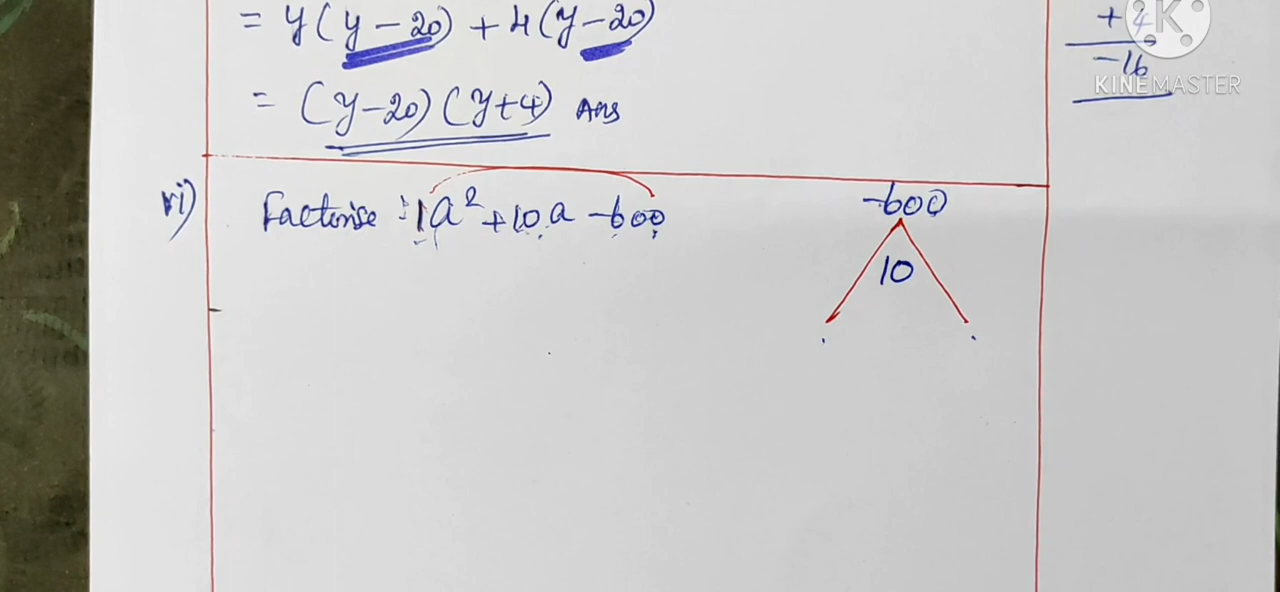 = y(y-20) + 4(y-20)
= (y-20)(y+4) Ans
+4
-16
K
KINEMASTER
vi) Factorise : 1a² + 10a - 600
-600
10